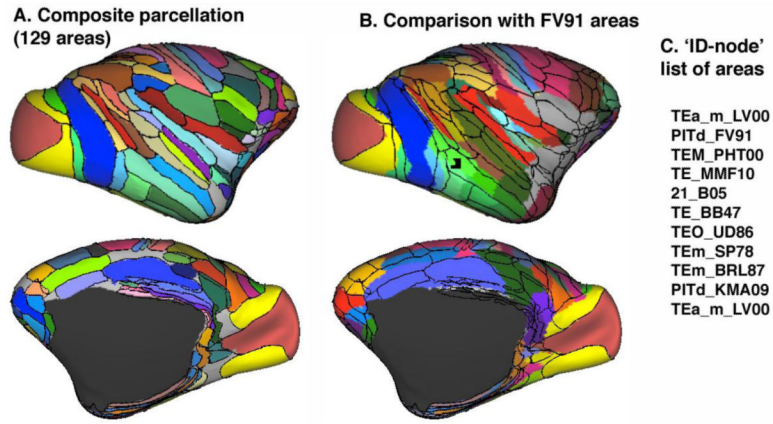 A. Composite parcellation
(129 areas)
B. Comparison with FV91 areas
C. ‘ID-node’
list of areas
TEa_m_LV00
PITd_FV91
TEM_PHT00
TE_MMF10
21_B05
TE_BB47
TEO_UD86
TEm_SP78
TEm_BRL87
PITd_KMA09
TEa_m_LV00